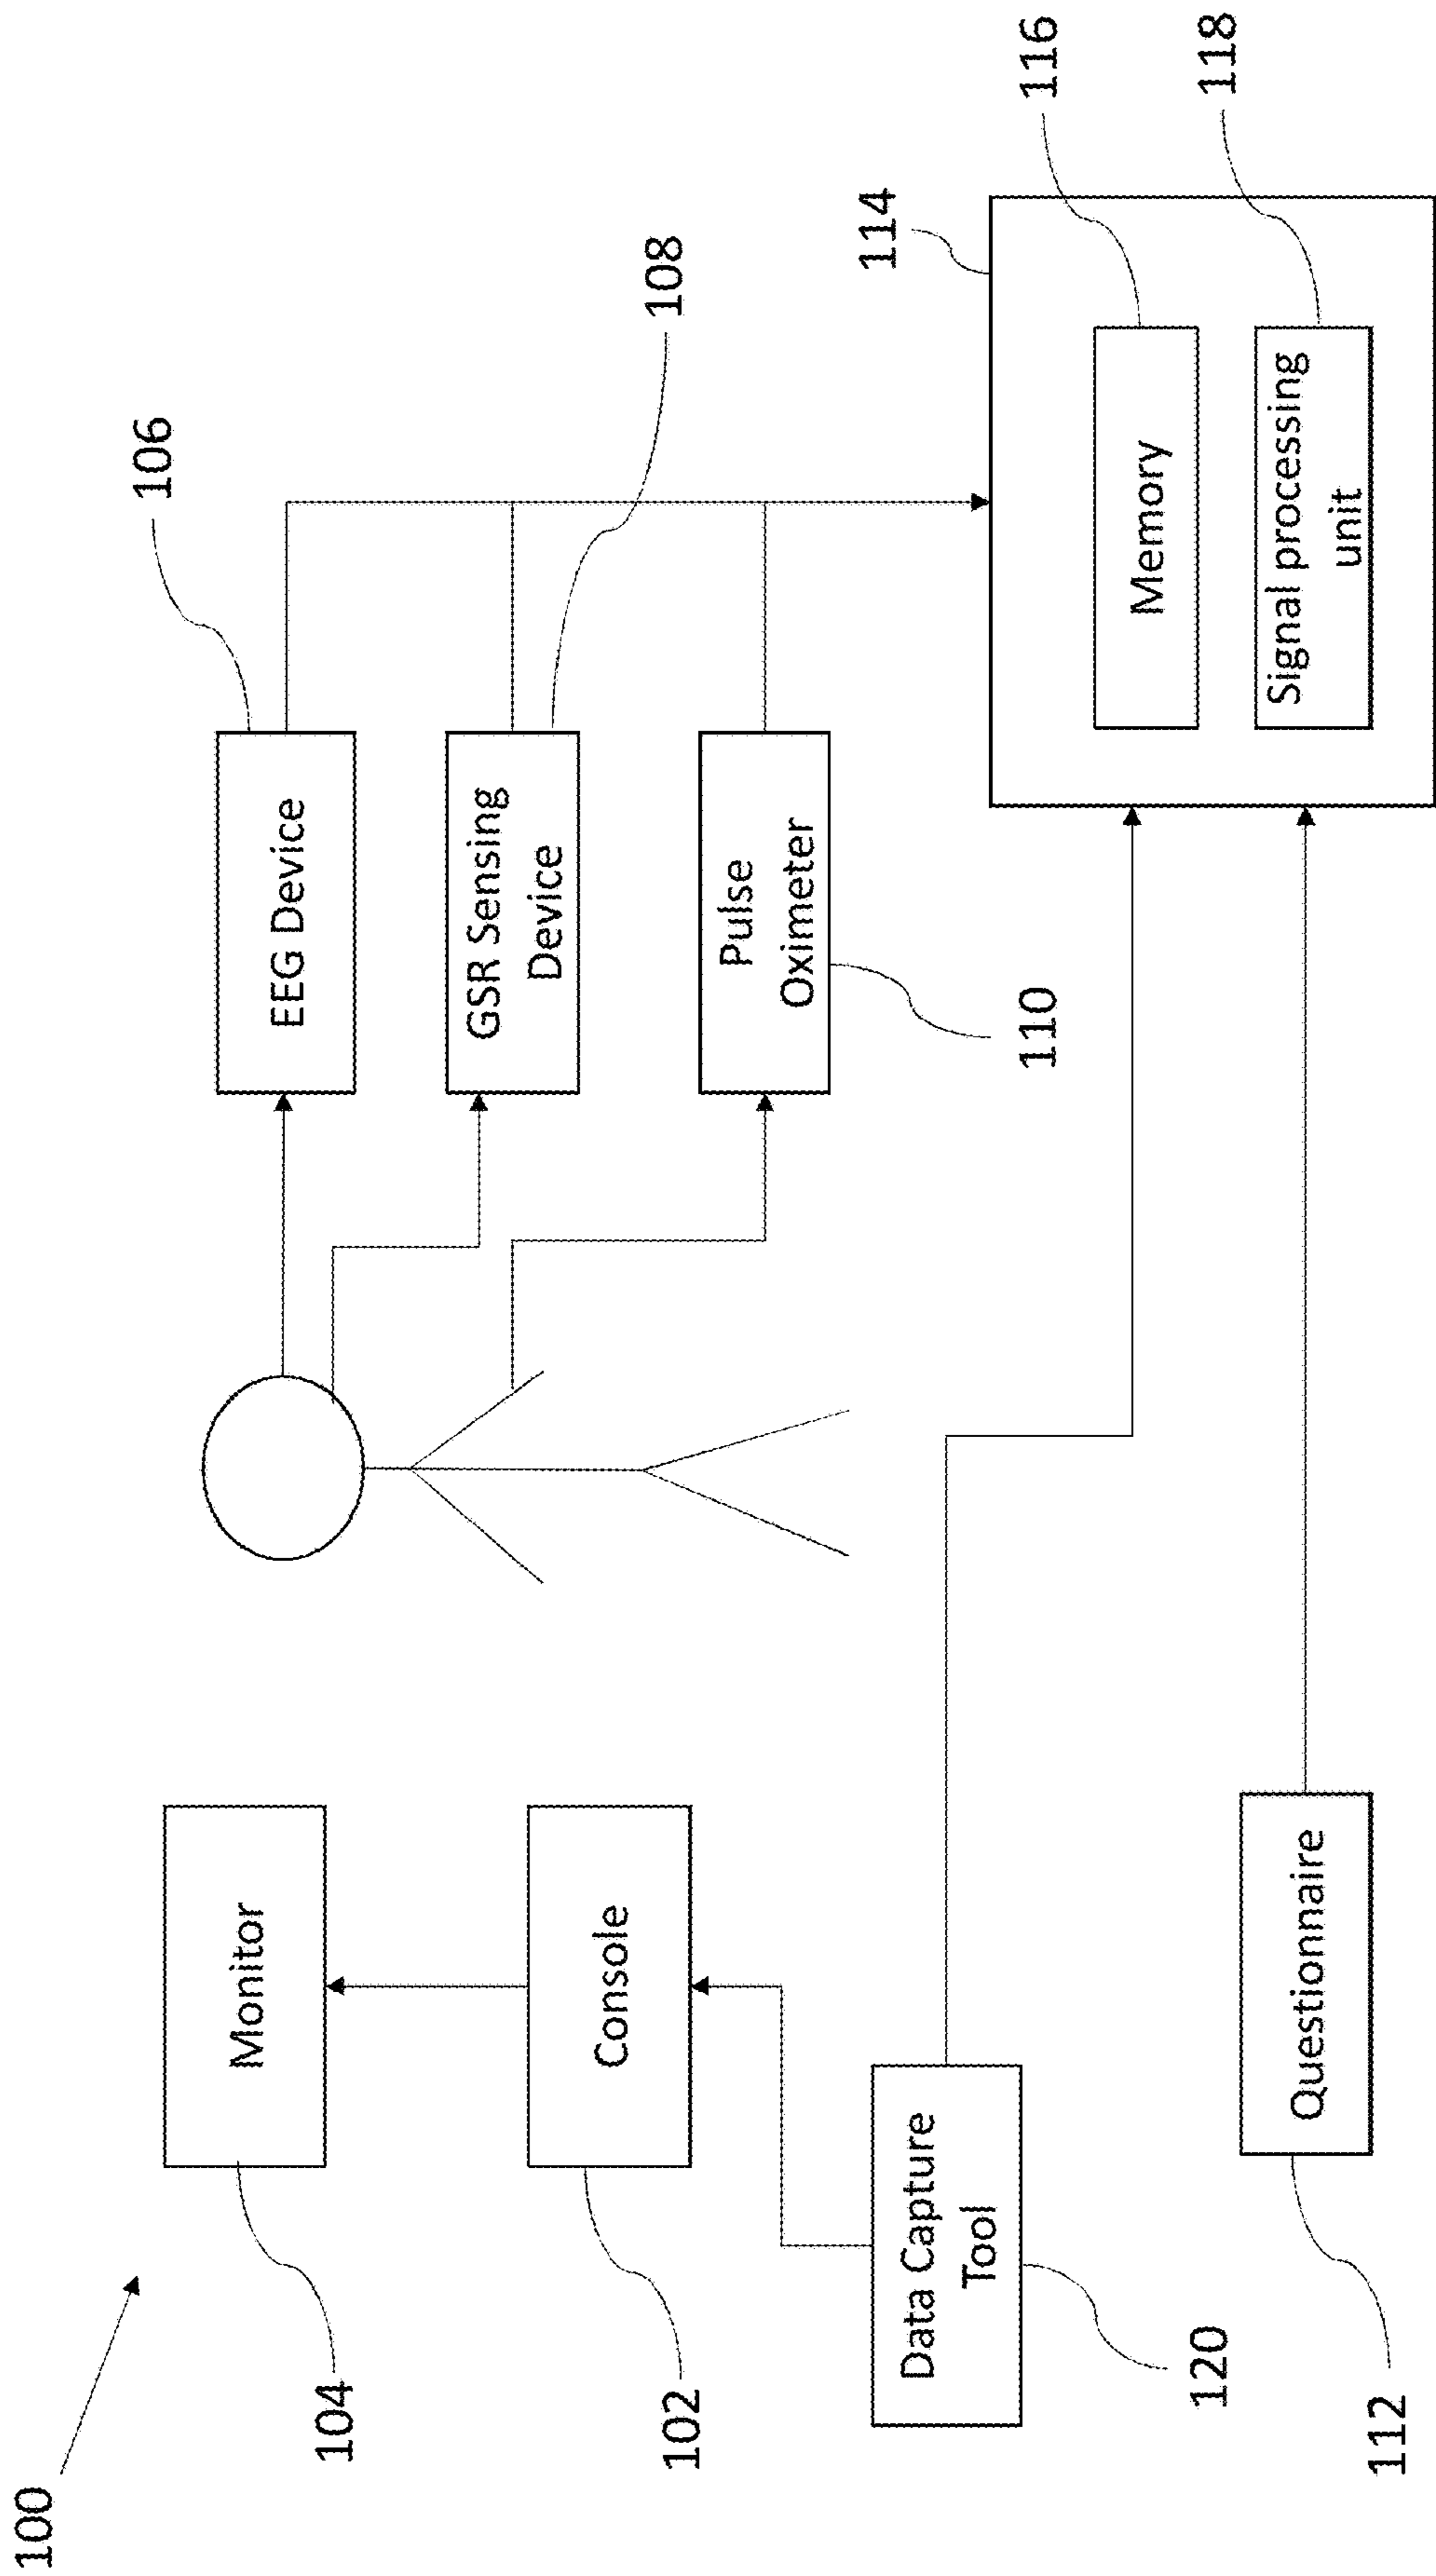 100
104
Monitor
102
Console
Data Capture
Tool
120
112
Questionnaire
106
EEG Device
GSR Sensing
Device
108
Pulse
Oximeter
110
114
Memory
116
Signal processing
unit
118